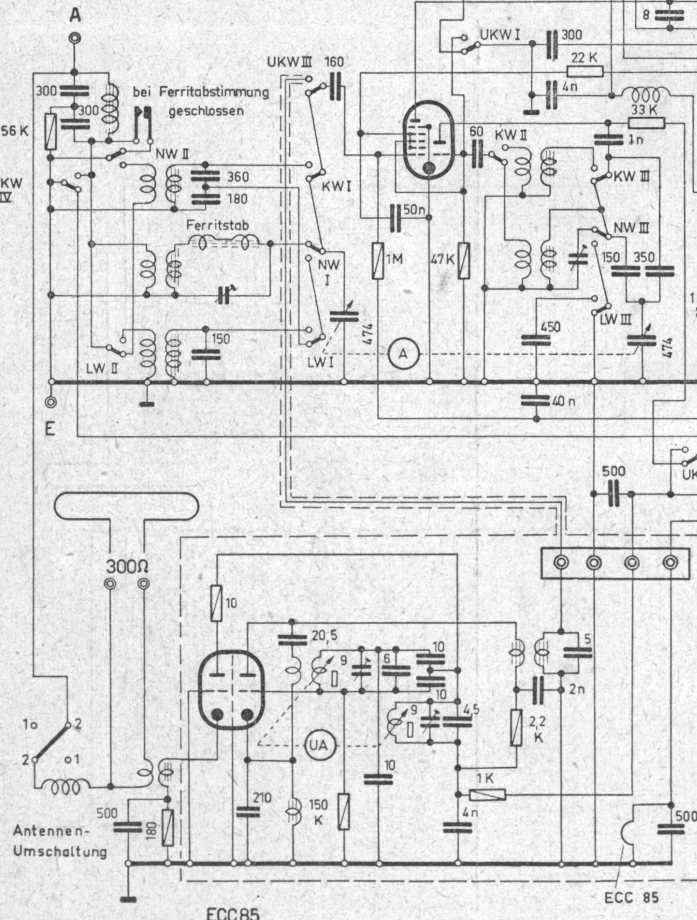 A
8
300
UKW I
300
UKW III
160
22 K
bei Ferritabstimmung
geschlossen
4n
300
33 K
56 K
60
KW II
1n
NW II
KW
IV
360
180
KW I
KW III
50n
Ferritstab
NW III
1M
47K
NW
I
150
350
474
LW III
450
474
150
LW II
LW I
A
40 n
E
UK
500
300Ω
10
20,5
9
6
10
10
5
2n
9
4,5
1
2
UA
2,2
K
2
1
10
1K
500
180
210
150
K
4n
500
Antennen-
Umschaltung
ECC 85
ECC85